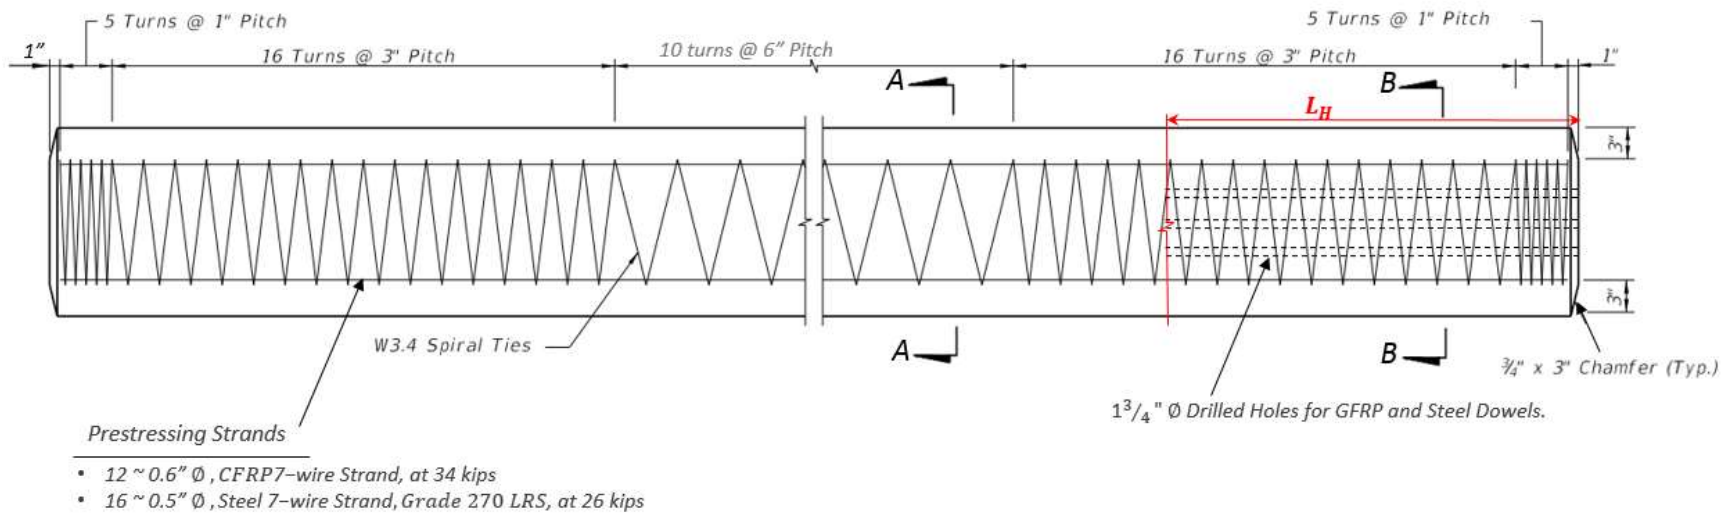 5 Turns @ 1" Pitch
5 Turns @ 1" Pitch
1"
16 Turns @ 3" Pitch
10 turns @ 6" Pitch
16 Turns @ 3" Pitch
1"
A
B
L_H
3"
3"
W3.4 Spiral Ties
A
B
¾" x 3" Chamfer (Typ.)
1 3/4 " Ø Drilled Holes for GFRP and Steel Dowels.
Prestressing Strands
• 12 ~ 0.6" Ø , CFRP7–wire Strand, at 34 kips
• 16 ~ 0.5" Ø , Steel 7–wire Strand, Grade 270 LRS, at 26 kips